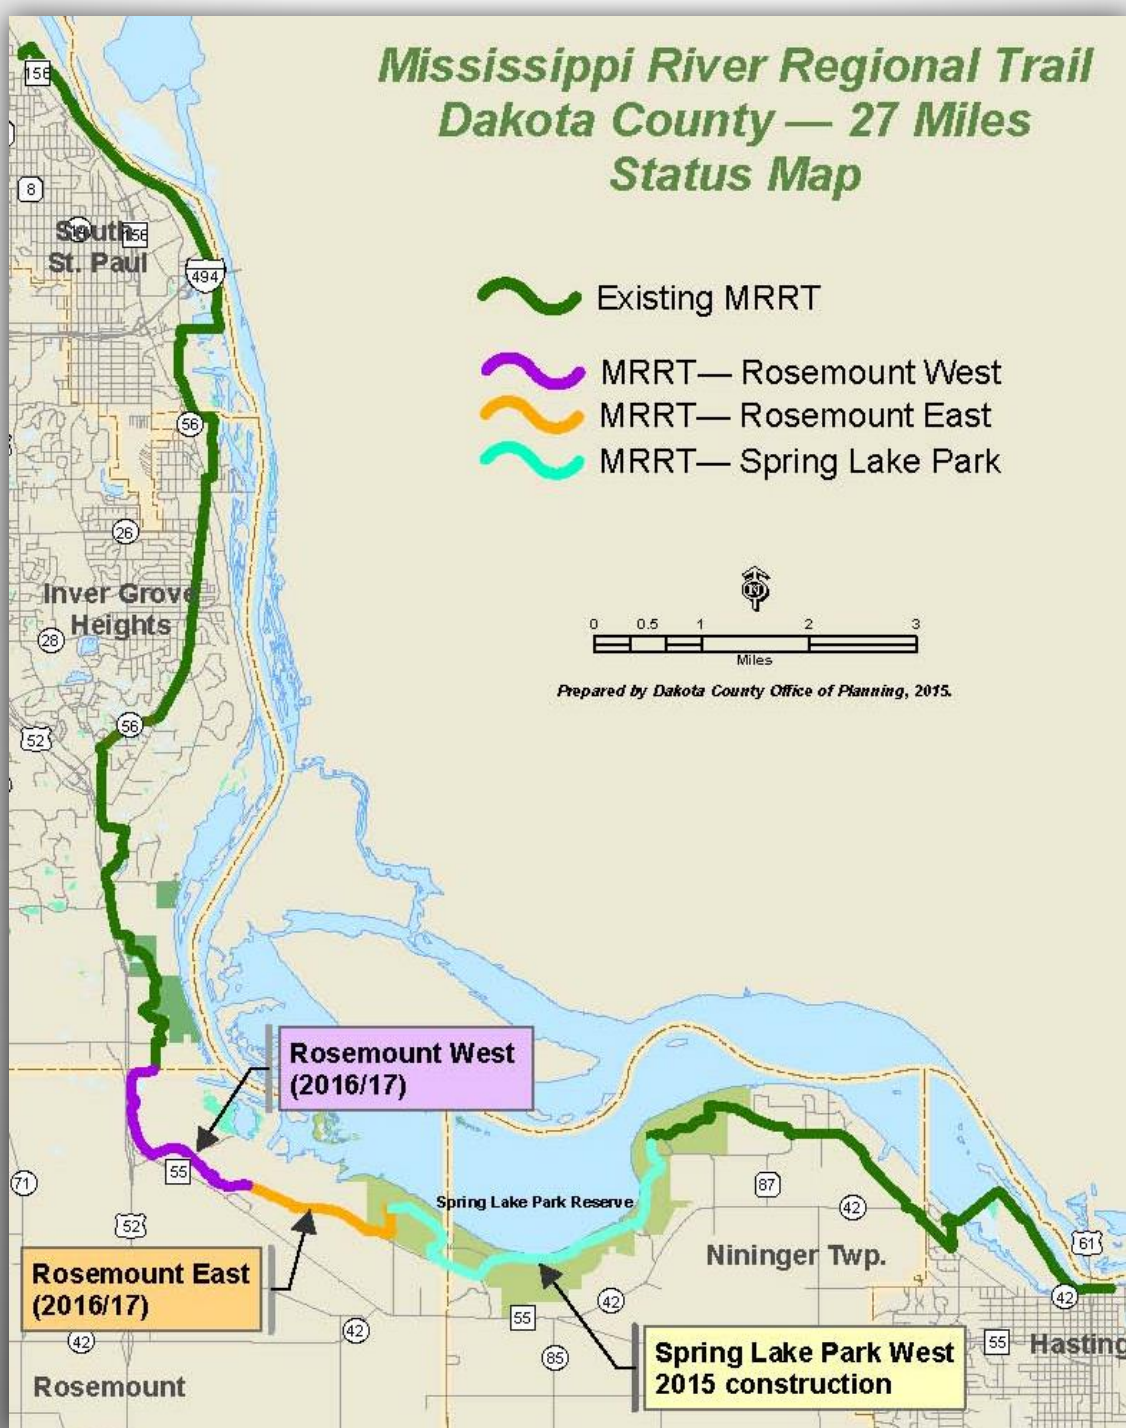 Mississippi River Regional Trail
Dakota County — 27 Miles
Status Map
156
8
156
South
St. Paul
494
Existing MRRT
MRRT— Rosemount West
MRRT— Rosemount East
MRRT— Spring Lake Park
56
26
N
Inver Grove
Heights
28
0 0.5 1 2 3
Miles
Prepared by Dakota County Office of Planning, 2015.
56
52
Rosemount West
(2016/17)
55
71
52
Spring Lake Park Reserve
87
42
61
Nininger Twp.
Rosemount East
(2016/17)
42
42
42
55
42
85
42
55
Hasting
Spring Lake Park West
2015 construction
Rosemount